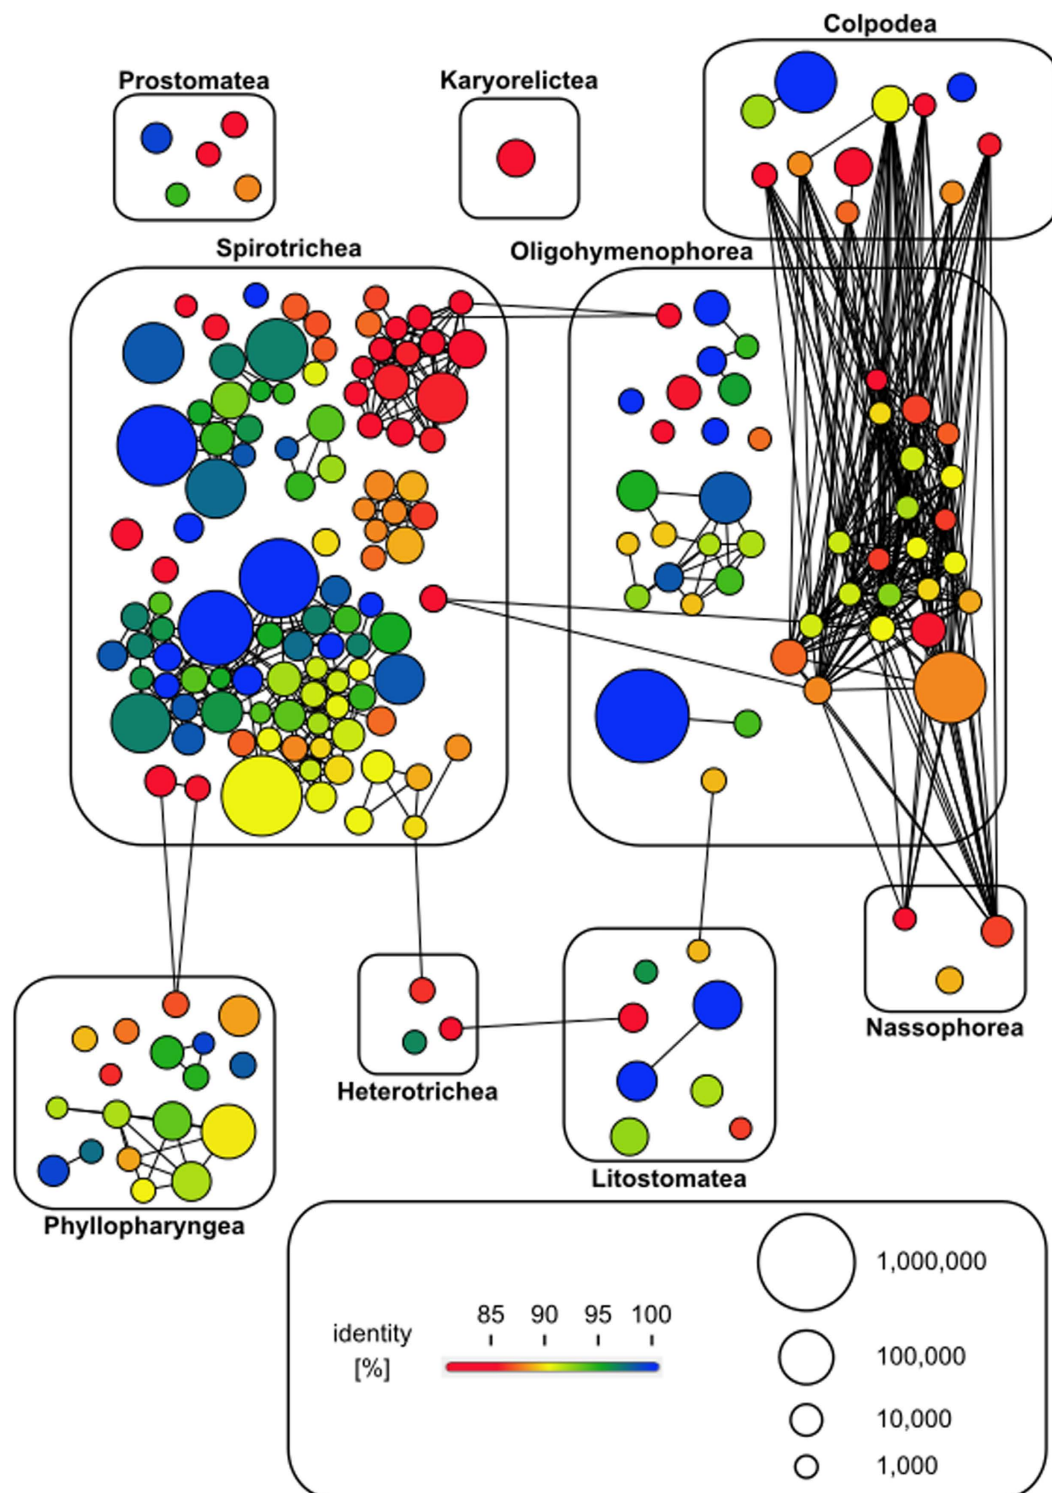 Colpodea
Prostomatea
Karyorelictea
Spirotrichea
Oligohymenophorea
Nassophorea
Heterotrichea
Litostomatea
Phyllopharyngea
1,000,000
85 90 95 100
identity
[%]
100,000
10,000
1,000